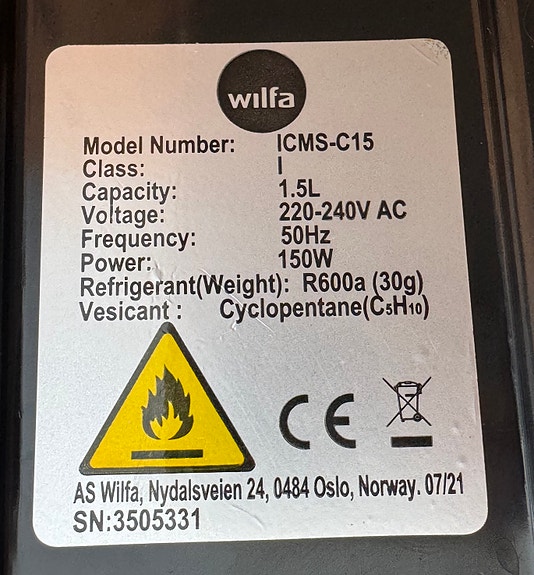 wilfa
Model Number: ICMS-C15
Class: I
Capacity: 1.5L
Voltage: 220-240V AC
Frequency: 50Hz
Power: 150W
Refrigerant(Weight): R600a (30g)
Vesicant : Cyclopentane(C₅H₁₀)
CE
AS Wilfa, Nydalsveien 24, 0484 Oslo, Norway. 07/21
SN:3505331